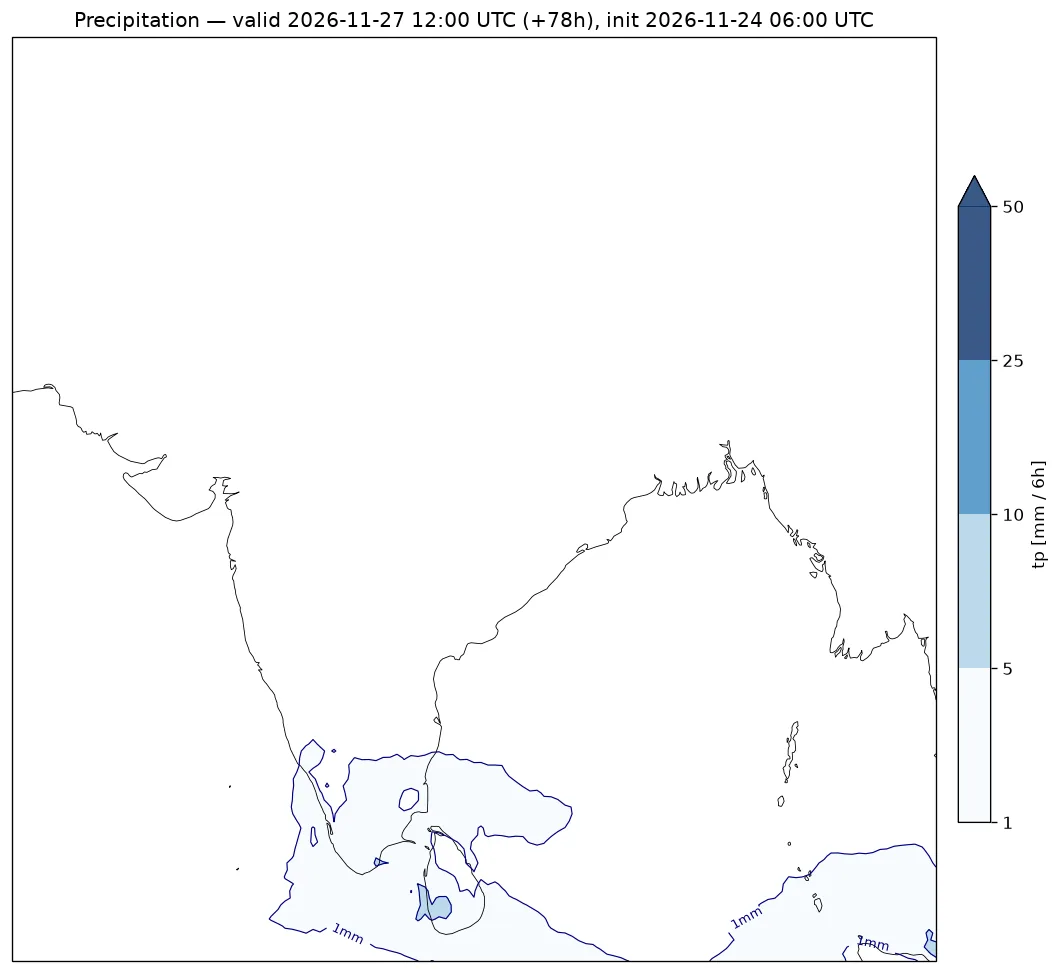 Precipitation — valid 2026-11-27 12:00 UTC (+78h), init 2026-11-24 06:00 UTC
50
25
10
5
1
tp [mm / 6h]
1mm
1mm
1mm